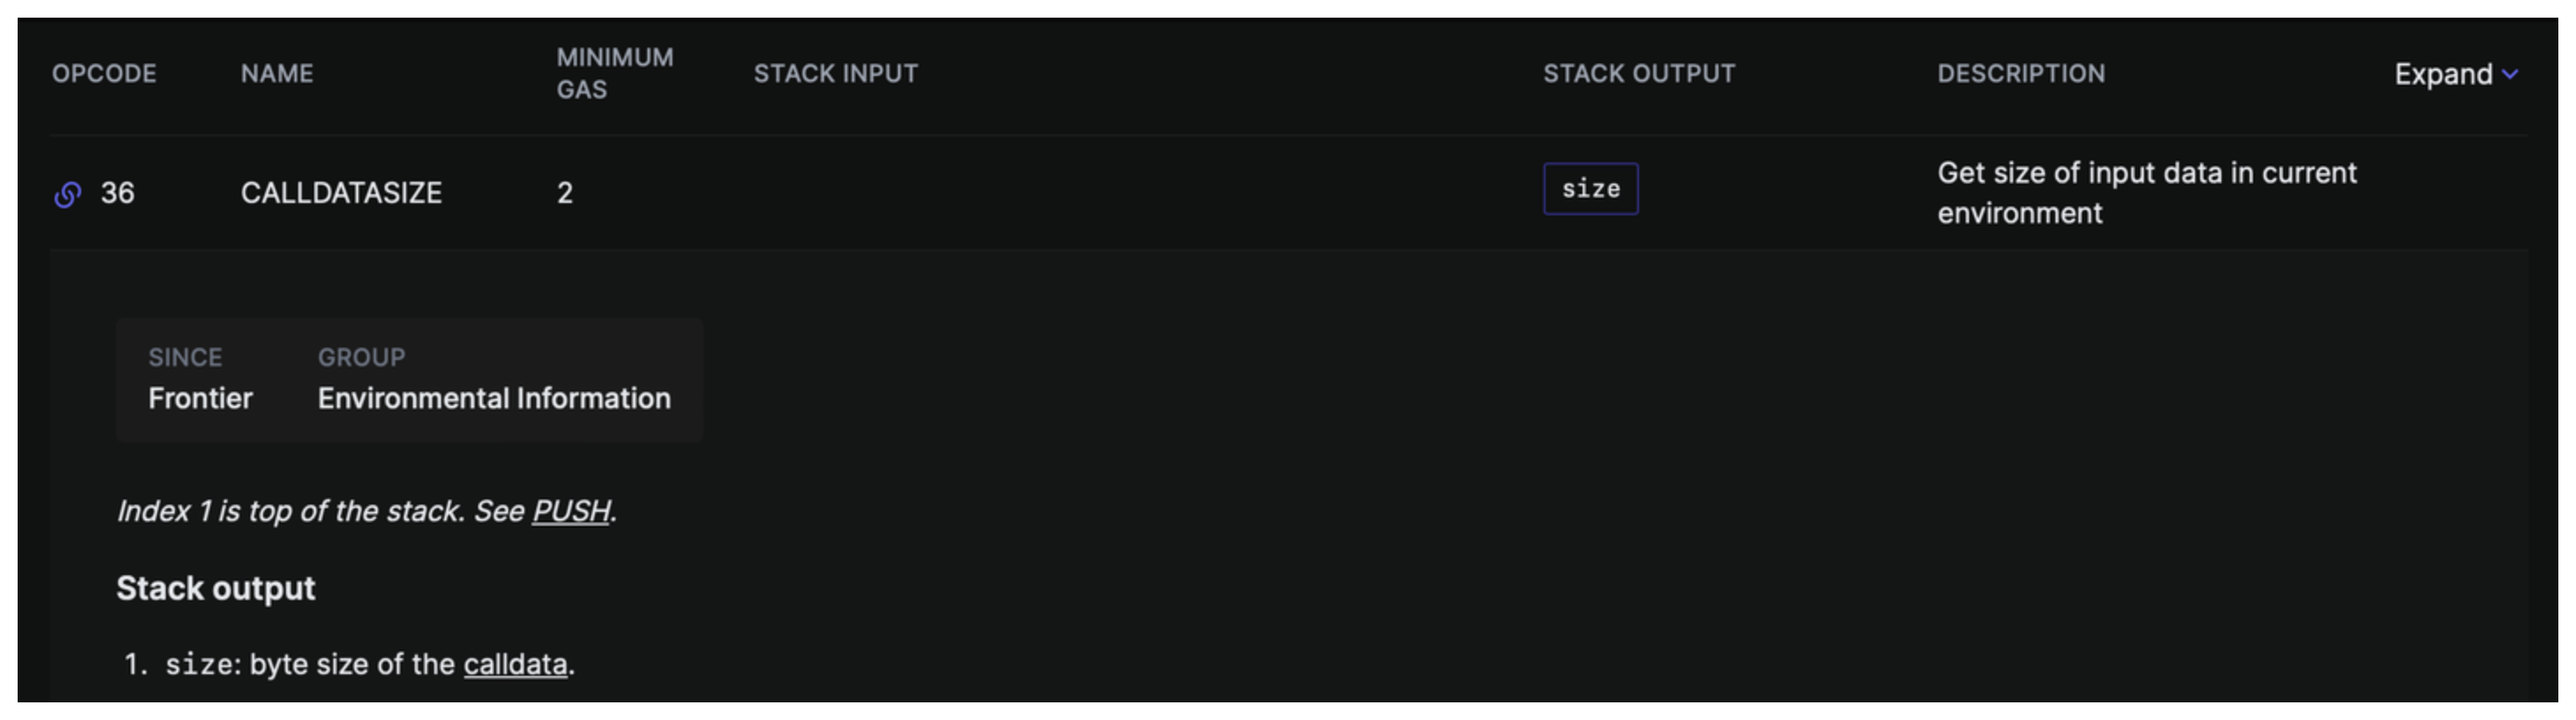 OPCODE NAME MINIMUM GAS STACK INPUT STACK OUTPUT DESCRIPTION Expand
36 CALLDATASIZE 2 size Get size of input data in current
environment
SINCE GROUP
Frontier Environmental Information
Index 1 is top of the stack. See PUSH.
Stack output
1. size: byte size of the calldata.